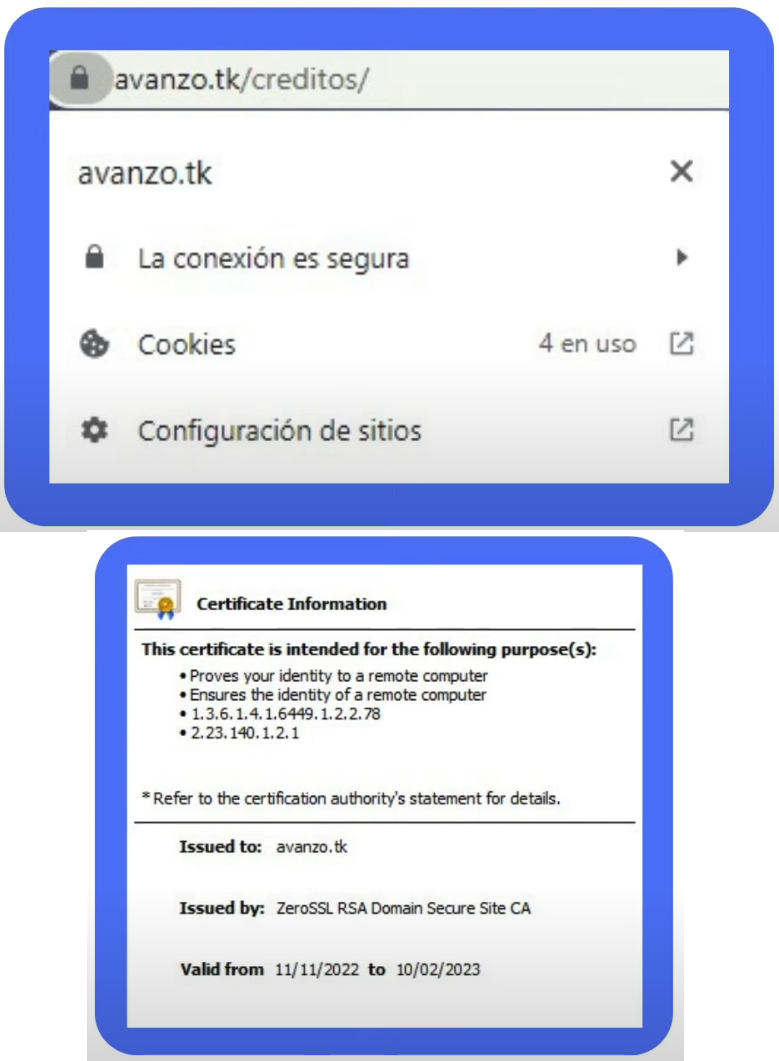 avanzo.tk/creditos/
avanzo.tk
La conexión es segura
Cookies 4 en uso
Configuración de sitios
Certificate Information
This certificate is intended for the following purpose(s):
• Proves your identity to a remote computer
• Ensures the identity of a remote computer
• 1.3.6.1.4.1.6449.1.2.2.78
• 2.23.140.1.2.1
* Refer to the certification authority's statement for details.
Issued to: avanzo.tk
Issued by: ZeroSSL RSA Domain Secure Site CA
Valid from 11/11/2022 to 10/02/2023